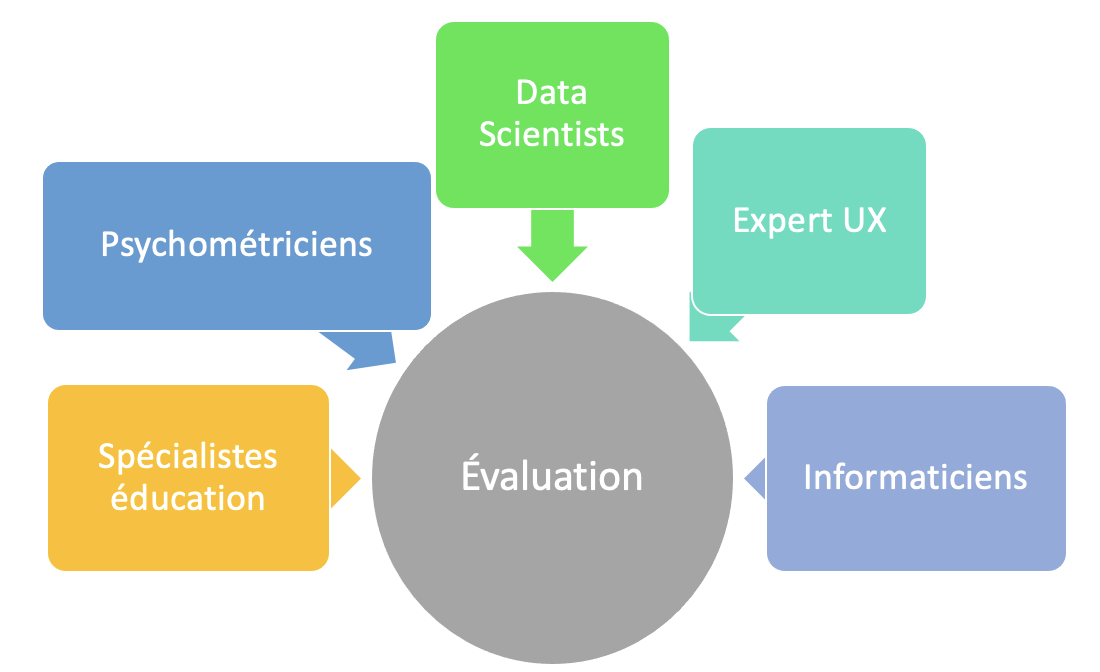 Data
Scientists
Expert UX
Psychométriciens
Spécialistes
éducation
Évaluation
Informaticiens